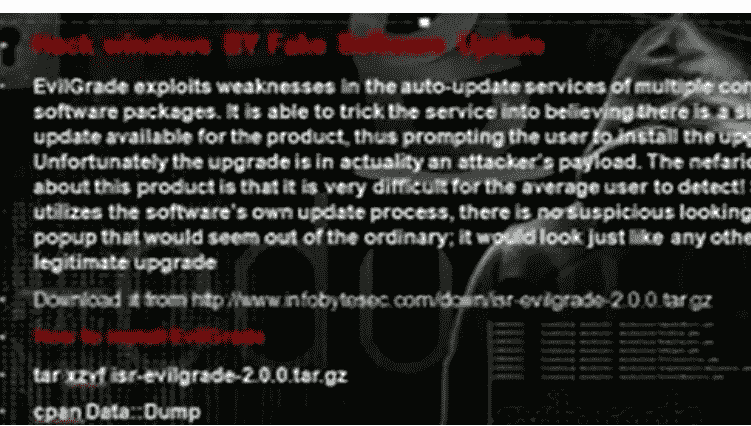 Hack windows BY Fake Software Update
EvilGrade exploits weaknesses in the auto-update services of multiple
software packages. It is able to trick the service into believing there is a
update available for the product, thus prompting the user to install the
Unfortunately the upgrade is in actuality an attacker's payload. The
about this product is that it is very difficult for the average user to detect!
utilizes the software's own update process, there is no suspicious looking
popup that would seem out of the ordinary; it would look just like any
legitimate upgrade
Download it from http://www.infobytesec.com/down/isr-evilgrade-2.0.0.tar.gz
How to install EvilGrade
tar xzyf isr-evilgrade-2.0.0.tar.gz
cpan Data::Dump